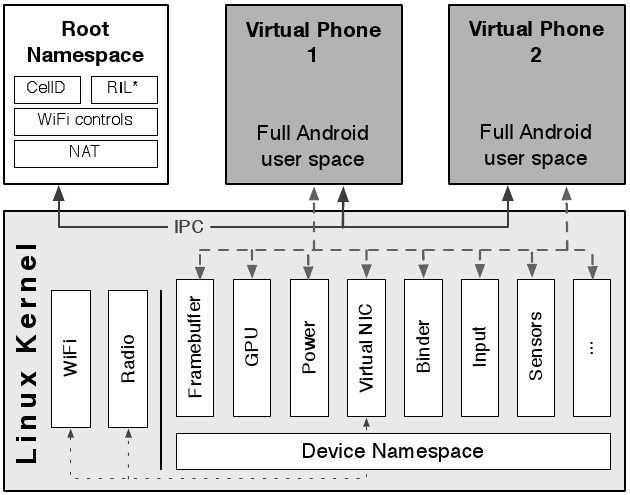 Root
Namespace
CellID
RIL*
WiFi controls
NAT
Virtual Phone
1
Full Android
user space
Virtual Phone
2
Full Android
user space
IPC
Linux Kernel
WiFi
Radio
Framebuffer
GPU
Power
Virtual NIC
Binder
Input
Sensors
...
Device Namespace